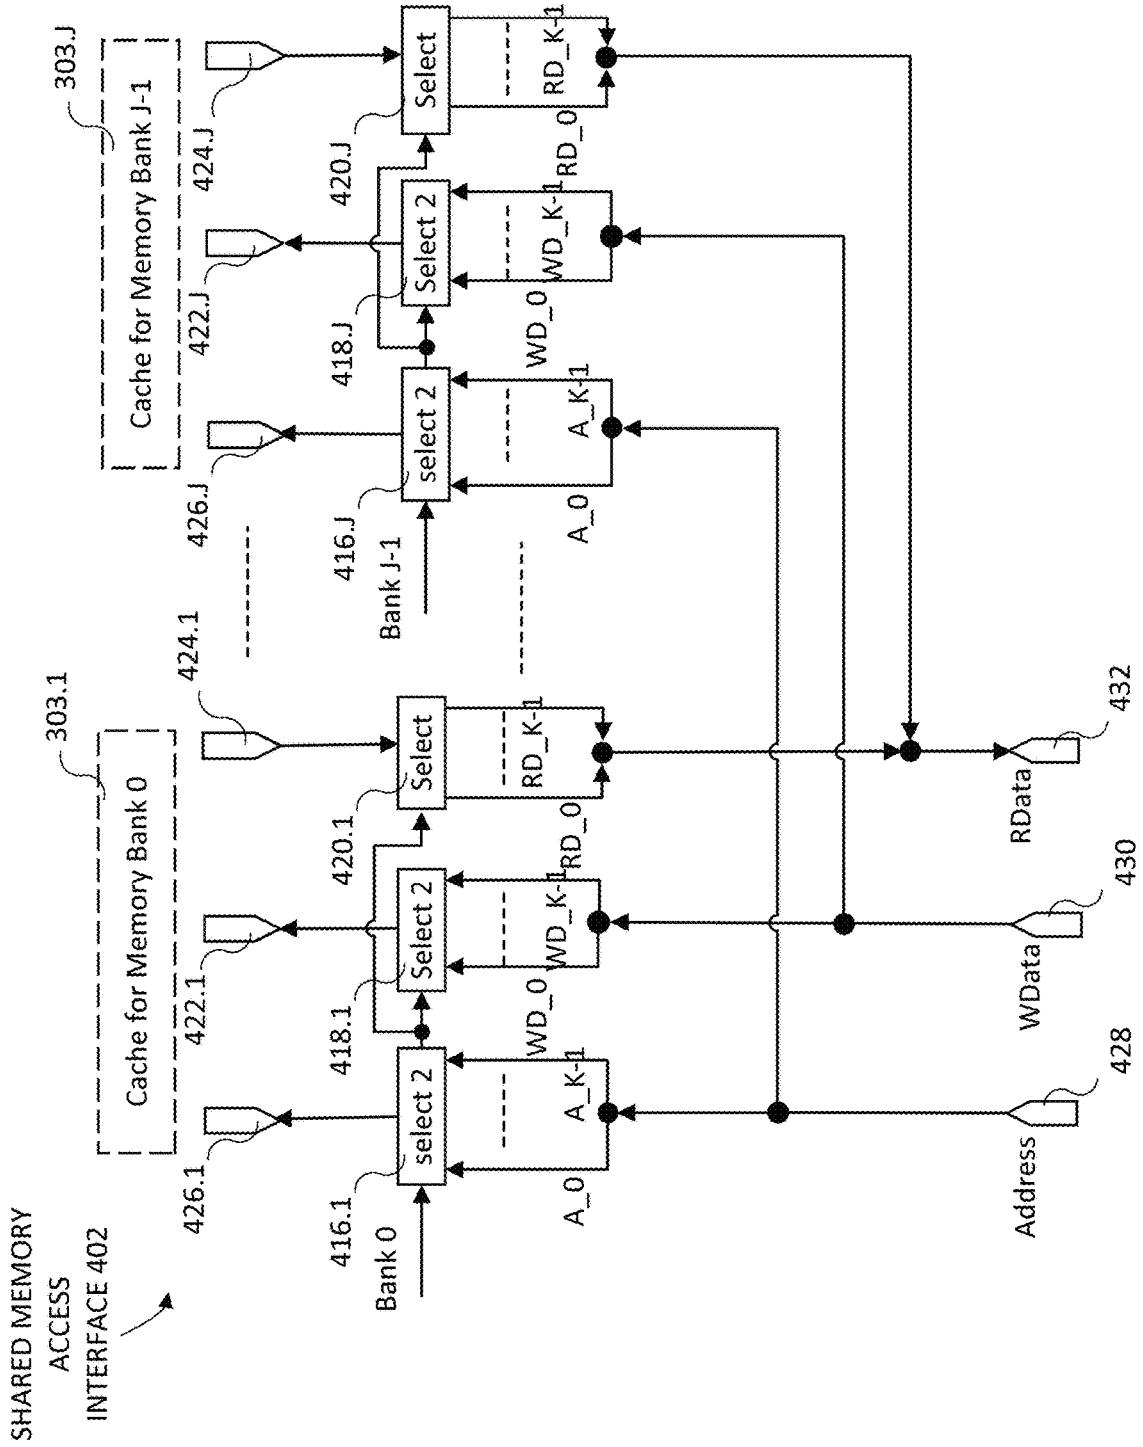 SHARED MEMORY
ACCESS
INTERFACE 402
303.1
Cache for Memory Bank 0
303.J
Cache for Memory Bank J-1
426.1
422.1
424.1
426.J
422.J
424.J
416.1
418.1
420.1
416.J
418.J
420.J
Bank 0
select 2
Select 2
Select
Bank J-1
select 2
Select 2
Select
A_0
A_K-1
WD_0
WD_K-1
RD_0
RD_K-1
A_0
A_K-1
WD_0
WD_K-1
RD_0
RD_K-1
Address
WData
RData
428
430
432